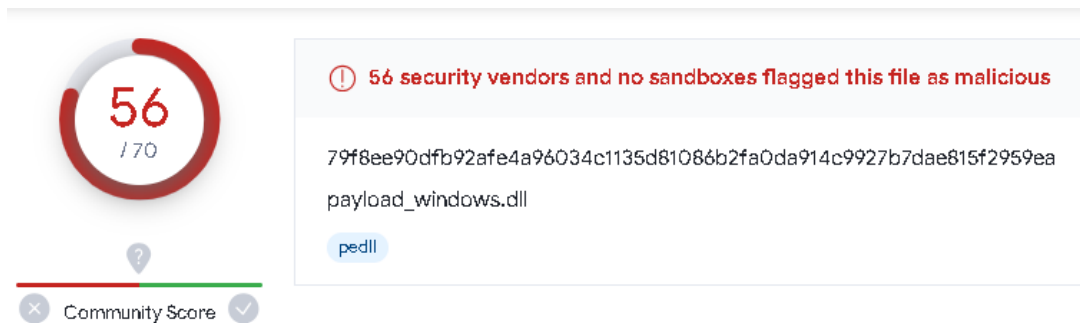 56
/ 70
?
Community Score
56 security vendors and no sandboxes flagged this file as malicious
79f8ee90dfb92afe4a96034c1135d81086b2fa0da914c9927b7dae815f2959ea
payload_windows.dll
pedll